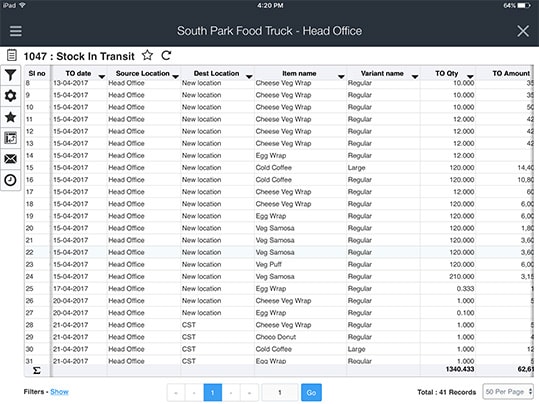 iPad 4:20 PM 64%
South Park Food Truck - Head Office
1047 : Stock In Transit
Sl no TO date Source Location Dest Location Item name Variant name TO Qty TO Amount
8 13-04-2017 Head Office New location Cheese Veg Wrap Regular 10.000 35
9 15-04-2017 Head Office New location Cheese Veg Wrap Regular 10.000 35
10 15-04-2017 Head Office New location Cheese Veg Wrap Regular 10.000 50
11 15-04-2017 Head Office New location Cheese Veg Wrap Regular 12.000 42
12 15-04-2017 Head Office New location Cheese Veg Wrap Regular 12.000 42
13 15-04-2017 Head Office New location Cheese Veg Wrap Regular 12.000 42
14 15-04-2017 Head Office New location Egg Wrap Regular 12.000
15 15-04-2017 Head Office New location Cold Coffee Large 120.000 14,40
16 15-04-2017 Head Office New location Cold Coffee Regular 120.000 10,80
17 15-04-2017 Head Office New location Cheese Veg Wrap Regular 12.000 60
18 15-04-2017 Head Office New location Cheese Veg Wrap Regular 120.000 6,00
19 15-04-2017 Head Office New location Egg Wrap Regular 120.000 6,00
20 15-04-2017 Head Office New location Veg Samosa Regular 120.000 1,80
21 15-04-2017 Head Office New location Veg Samosa Regular 120.000 3,60
22 15-04-2017 Head Office New location Veg Samosa Regular 120.000 3,60
23 15-04-2017 Head Office New location Veg Puff Regular 120.000 6,00
24 15-04-2017 Head Office New location Veg Samosa Regular 210.000 3,15
25 17-04-2017 Head Office New location Egg Wrap Regular 0.333 1
26 20-04-2017 Head Office New location Cheese Veg Wrap Regular 1.000 5
27 20-04-2017 Head Office New location Egg Wrap Regular 0.100
28 21-04-2017 Head Office CST Cheese Veg Wrap Regular 1.000 5
29 21-04-2017 Head Office CST Choco Donut Regular 1.000 4
30 21-04-2017 Head Office CST Cold Coffee Large 1.000 12
31 21-04-2017 Head Office CST Egg Wrap Regular 1.000 5
Σ 1340.433 62,61
Filters - Show « - 1 - » 1 Go Total : 41 Records 50 Per Page